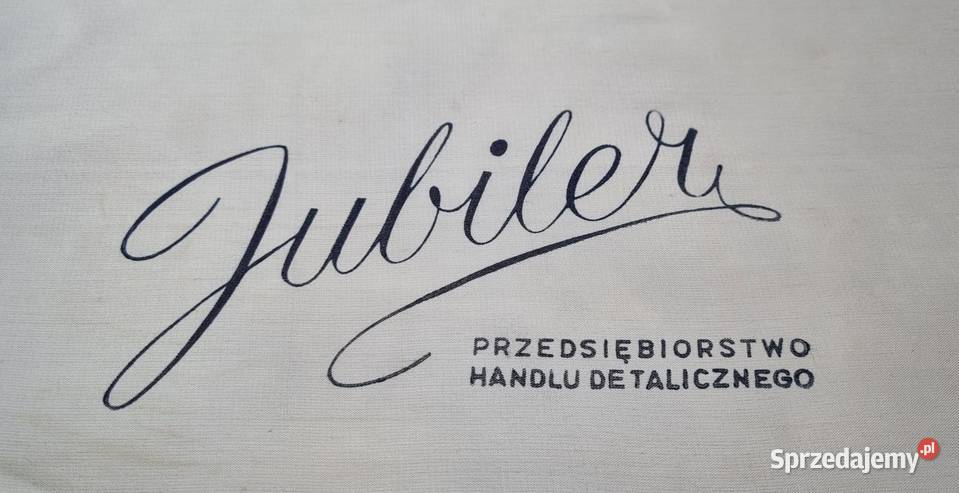 Jubiler
PRZEDSIĘBIORSTWO
HANDLU DETALICZNEGO
Sprzedajemy.pl